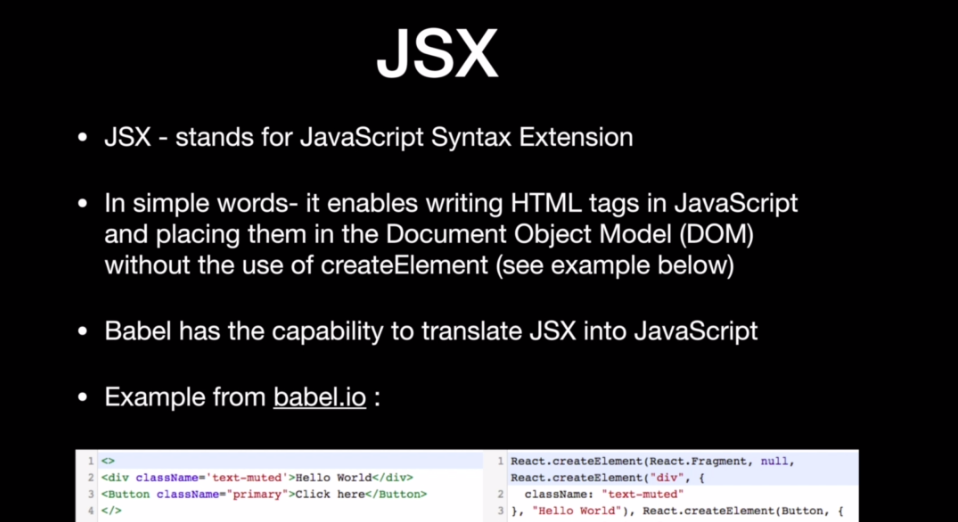 JSX
• JSX - stands for JavaScript Syntax Extension
• In simple words- it enables writing HTML tags in JavaScript
and placing them in the Document Object Model (DOM)
without the use of createElement (see example below)
• Babel has the capability to translate JSX into JavaScript
• Example from babel.io :
1 <>
2 <div className='text-muted'>Hello World</div>
3 <Button className="primary">Click here</Button>
4 </>
1 React.createElement(React.Fragment, null,
React.createElement("div", {
2 className: "text-muted"
3 }, "Hello World"), React.createElement(Button, {